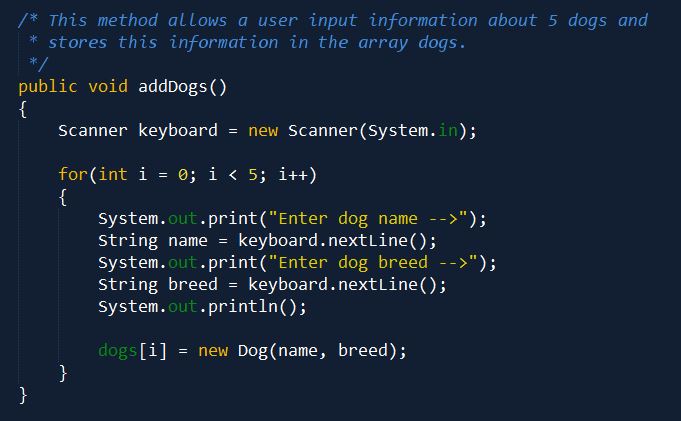 /* This method allows a user input information about 5 dogs and
 * stores this information in the array dogs.
 */
public void addDogs()
{
    Scanner keyboard = new Scanner(System.in);

    for(int i = 0; i < 5; i++)
    {
        System.out.print("Enter dog name -->");
        String name = keyboard.nextLine();
        System.out.print("Enter dog breed -->");
        String breed = keyboard.nextLine();
        System.out.println();

        dogs[i] = new Dog(name, breed);
    }
}